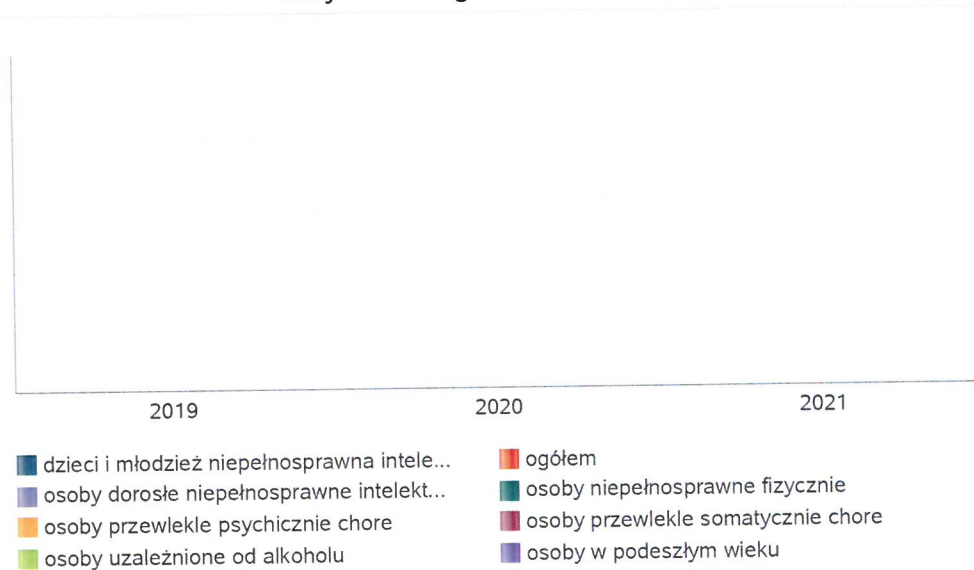 2019 2020 2021
dzieci i młodzież niepełnosprawna intele... ogółem
osoby dorosłe niepełnosprawne intelekt... osoby niepełnosprawne fizycznie
osoby przewlekle psychicznie chore osoby przewlekle somatycznie chore
osoby uzależnione od alkoholu osoby w podeszłym wieku